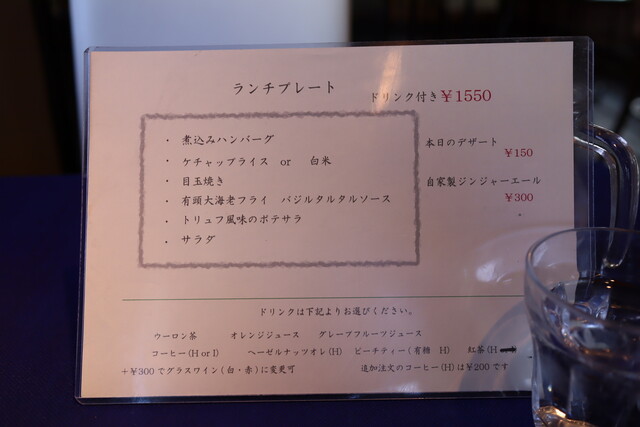 ランチプレート　ドリンク付き￥1550
・ 煮込みハンバーグ
・ ケチャップライス　or　白米
・ 目玉焼き
・ 有頭大海老フライ　バジルタルタルソース
・ トリュフ風味のポテサラ
・ サラダ
本日のデザート
￥150
自家製ジンジャーエール
￥300
ドリンクは下記よりお選びください。
ウーロン茶　オレンジジュース　グレープフルーツジュース
コーヒー(H or I)　ヘーゼルナッツオレ(H)　ピーチティー(有糖　H)　紅茶(H
＋￥300でグラスワイン(白・赤)に変更可　追加注文のコーヒー(H)は￥200です